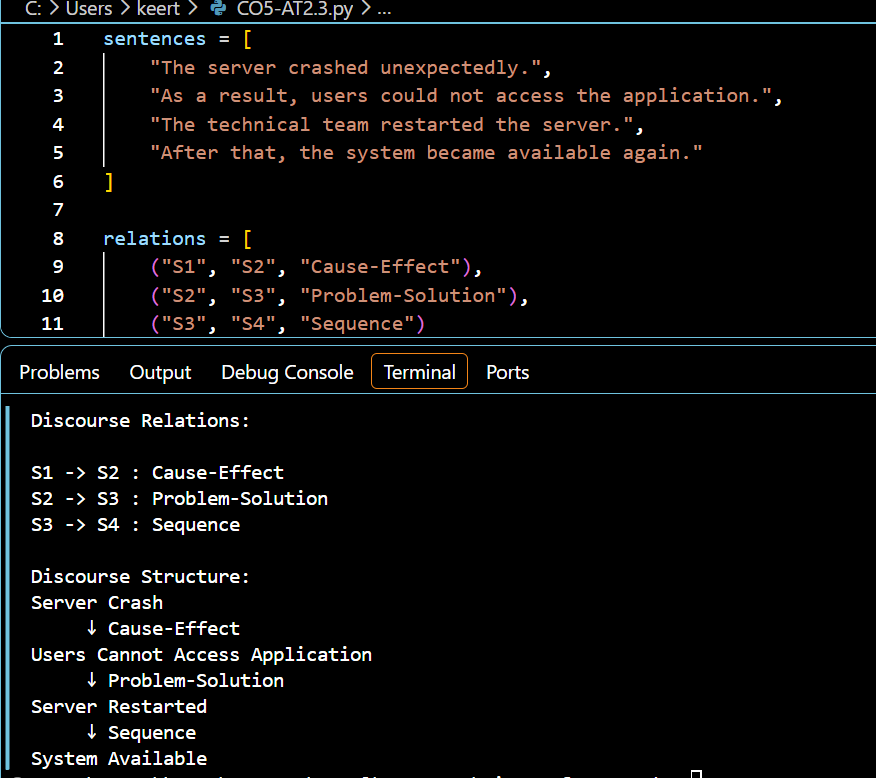 C: > Users > keert > CO5-AT2.3.py > ...
1 sentences = [
2 "The server crashed unexpectedly.",
3 "As a result, users could not access the application.",
4 "The technical team restarted the server.",
5 "After that, the system became available again."
6 ]
7
8 relations = [
9 ("S1", "S2", "Cause-Effect"),
10 ("S2", "S3", "Problem-Solution"),
11 ("S3", "S4", "Sequence")
Problems Output Debug Console Terminal Ports
Discourse Relations:
S1 -> S2 : Cause-Effect
S2 -> S3 : Problem-Solution
S3 -> S4 : Sequence
Discourse Structure:
Server Crash
↓ Cause-Effect
Users Cannot Access Application
↓ Problem-Solution
Server Restarted
↓ Sequence
System Available